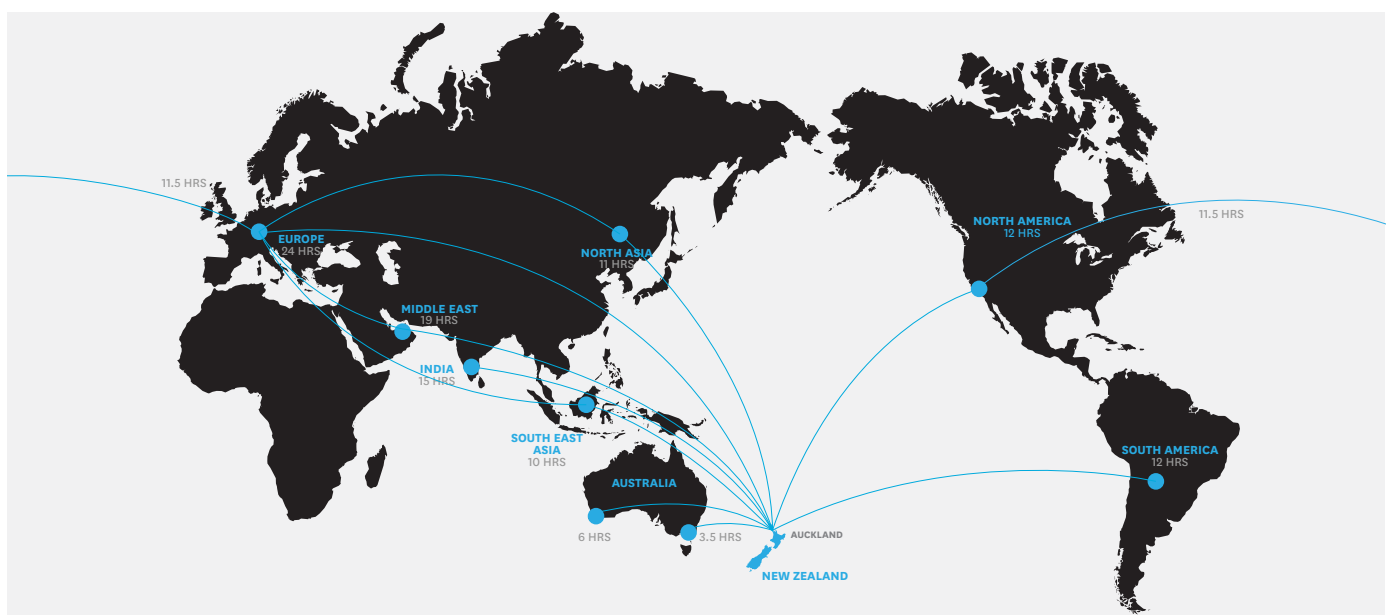 11.5 HRS
EUROPE
24 HRS
NORTH ASIA
11 HRS
NORTH AMERICA
12 HRS
11.5 HRS
MIDDLE EAST
19 HRS
INDIA
15 HRS
SOUTH EAST
ASIA
10 HRS
SOUTH AMERICA
12 HRS
AUSTRALIA
6 HRS
3.5 HRS
AUCKLAND
NEW ZEALAND